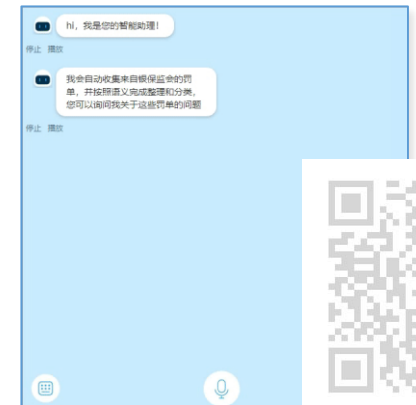 hi，我是您的智能助理！
停止 播放
我会自动收集来自银保监会的罚
单，并按照语义完成整理和分类。
您可以询问我关于这些罚单的问题
停止 播放